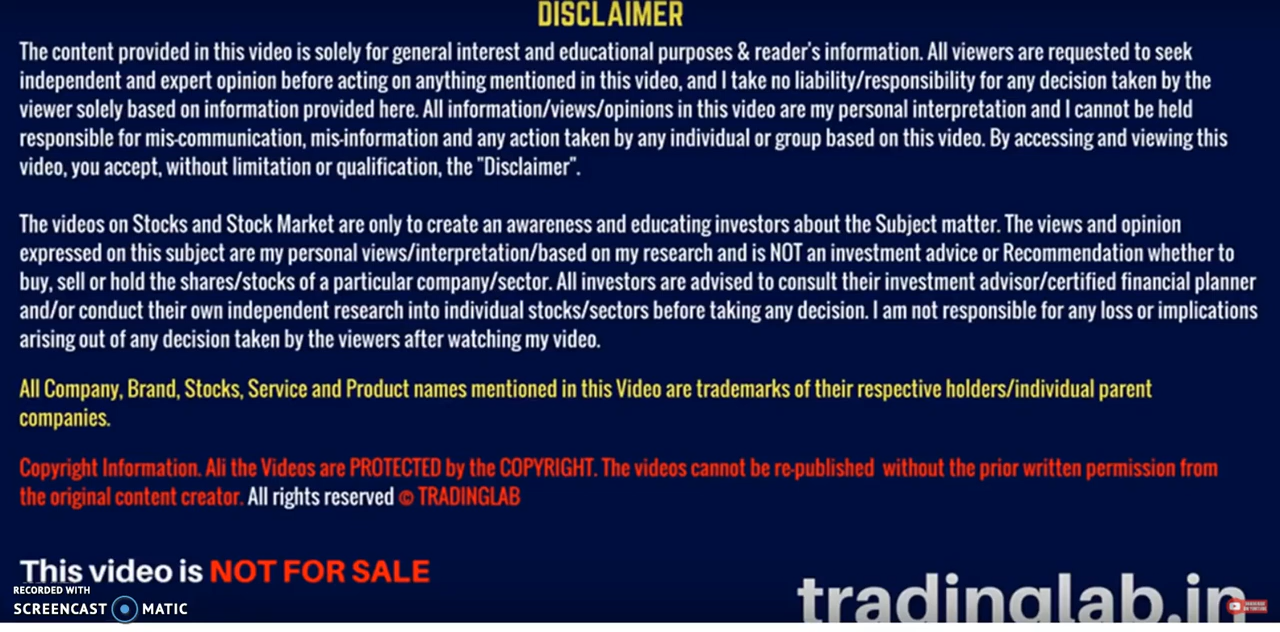 DISCLAIMER
The content provided in this video is solely for general interest and educational purposes & reader's information. All viewers are requested to seek
independent and expert opinion before acting on anything mentioned in this video, and I take no liability/responsibility for any decision taken by the
viewer solely based on information provided here. All information/views/opinions in this video are my personal interpretation and I cannot be held
responsible for mis-communication, mis-information and any action taken by any individual or group based on this video. By accessing and viewing this
video, you accept, without limitation or qualification, the "Disclaimer".
The videos on Stocks and Stock Market are only to create an awareness and educating investors about the Subject matter. The views and opinion
expressed on this subject are my personal views/interpretation/based on my research and is NOT an investment advice or Recommendation whether to
buy, sell or hold the shares/stocks of a particular company/sector. All investors are advised to consult their investment advisor/certified financial planner
and/or conduct their own independent research into individual stocks/sectors before taking any decision. I am not responsible for any loss or implications
arising out of any decision taken by the viewers after watching my video.
All Company, Brand, Stocks, Service and Product names mentioned in this Video are trademarks of their respective holders/individual parent
companies.
Copyright Information. Ali the Videos are PROTECTED by the COPYRIGHT. The videos cannot be re-published without the prior written permission from
the original content creator. All rights reserved © TRADINGLAB
This video is NOT FOR SALE
RECORDED WITH
SCREENCAST MATIC
tradinglab.in
SUBSCRIBE
ON YOUTUBE